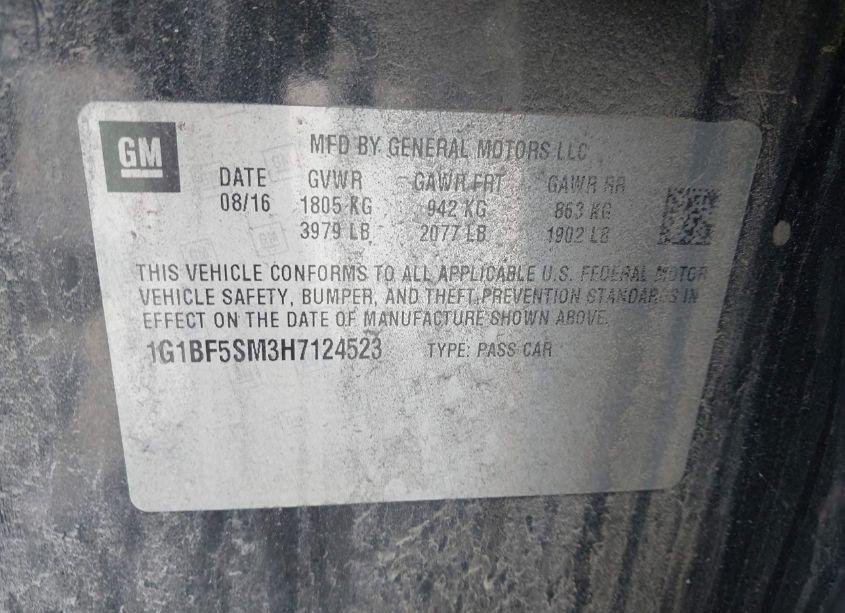 GM
MFD BY GENERAL MOTORS LLC
DATE GVWR GAWR FRT GAWR RR
08/16 1805 KG 942 KG 863 KG
3979 LB 2077 LB 1902 LB
THIS VEHICLE CONFORMS TO ALL APPLICABLE U.S. FEDERAL MOTOR
VEHICLE SAFETY, BUMPER, AND THEFT PREVENTION STANDARDS IN
EFFECT ON THE DATE OF MANUFACTURE SHOWN ABOVE.
1G1BF5SM3H7124523 TYPE: PASS CAR